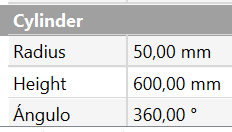 Cylinder
Radius 50,00 mm
Height 600,00 mm
Ángulo 360,00 °